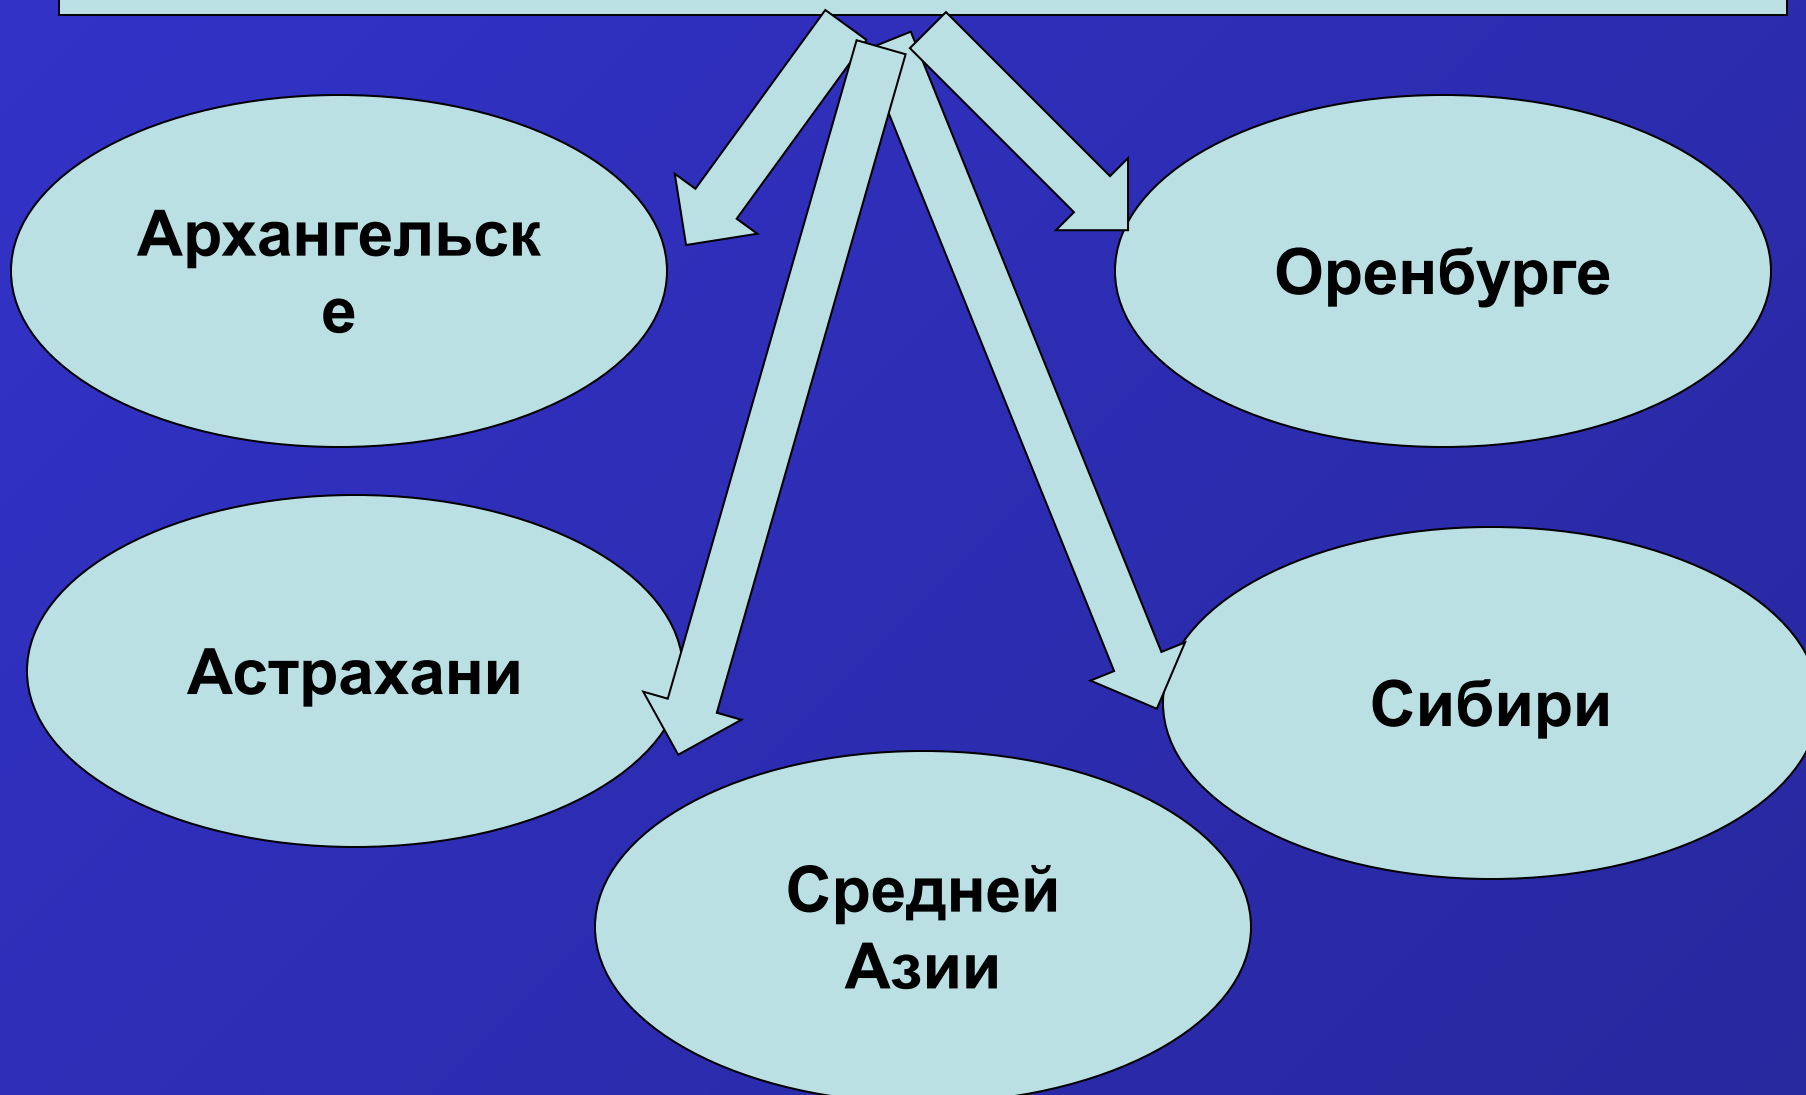 Архангельск
е
Оренбурге
Астрахани
Сибири
Средней
Азии